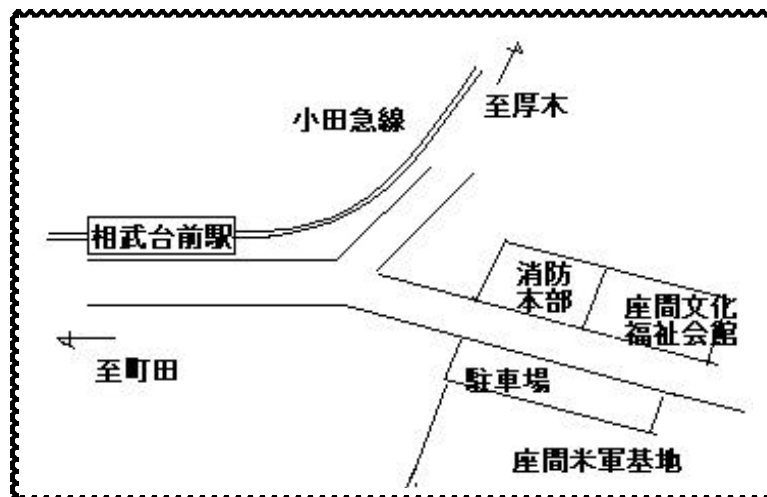 小田急線
至厚木
相武台前駅
消防
本部
座間文化
福祉会館
至町田
駐車場
座間米軍基地